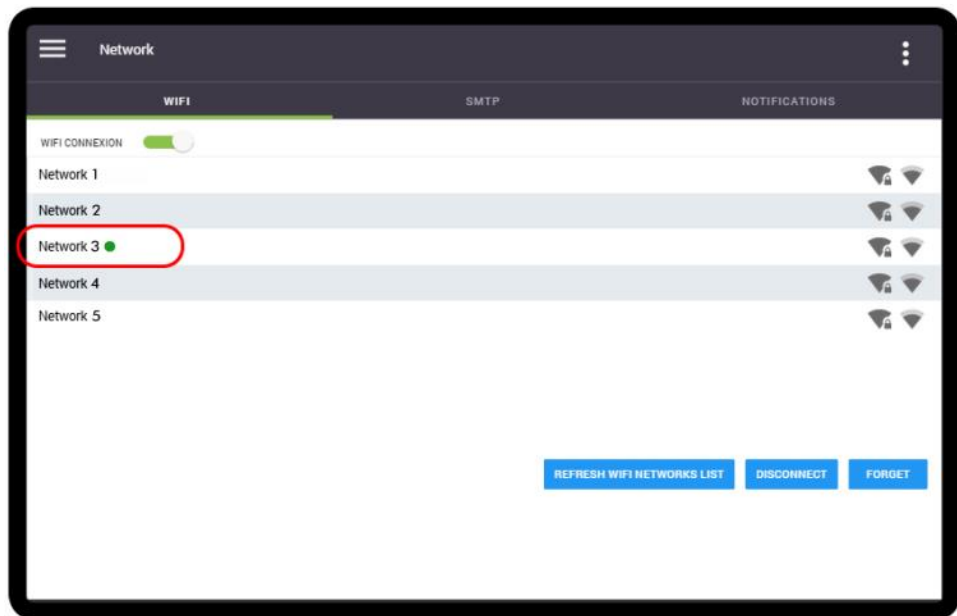 Network
WIFI SMTP NOTIFICATIONS
WIFI CONNEXION
Network 1
Network 2
Network 3
Network 4
Network 5
REFRESH WIFI NETWORKS LIST DISCONNECT FORGET